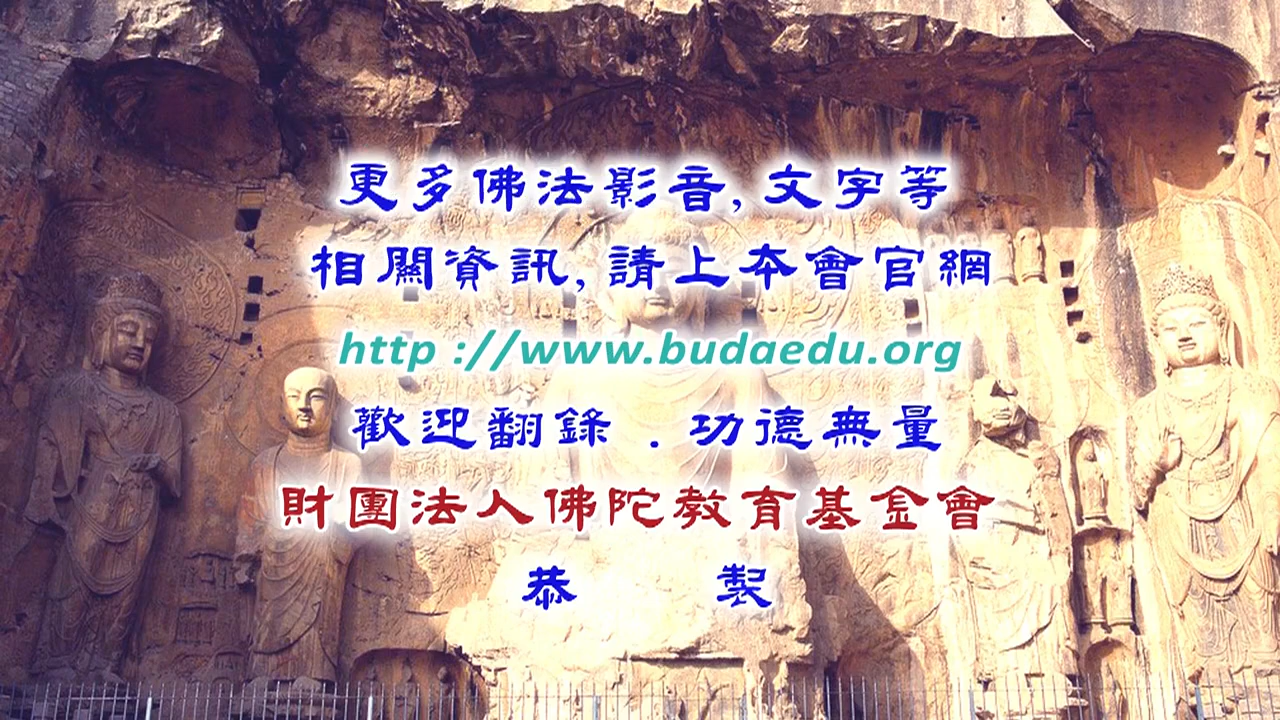 更多佛法影音,文字等
相關資訊,請上本會官網
http ://www.budaedu.org
歡迎翻錄 . 功德無量
財團法人佛陀教育基金會
恭 製